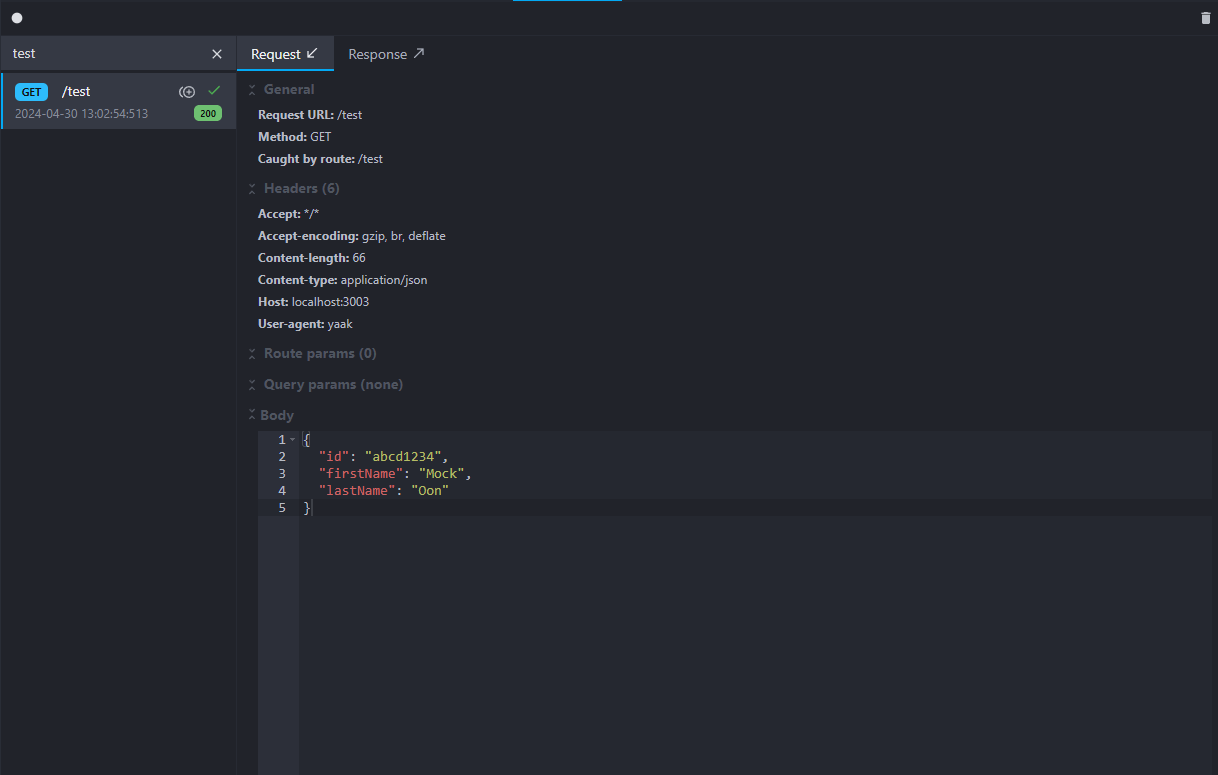 test
GET /test
2024-04-30 13:02:54:513 200
Request Response
General
Request URL: /test
Method: GET
Caught by route: /test
Headers (6)
Accept: */*
Accept-encoding: gzip, br, deflate
Content-length: 66
Content-type: application/json
Host: localhost:3003
User-agent: yaak
Route params (0)
Query params (none)
Body
1 {
2 "id": "abcd1234",
3 "firstName": "Mock",
4 "lastName": "Oon"
5 }